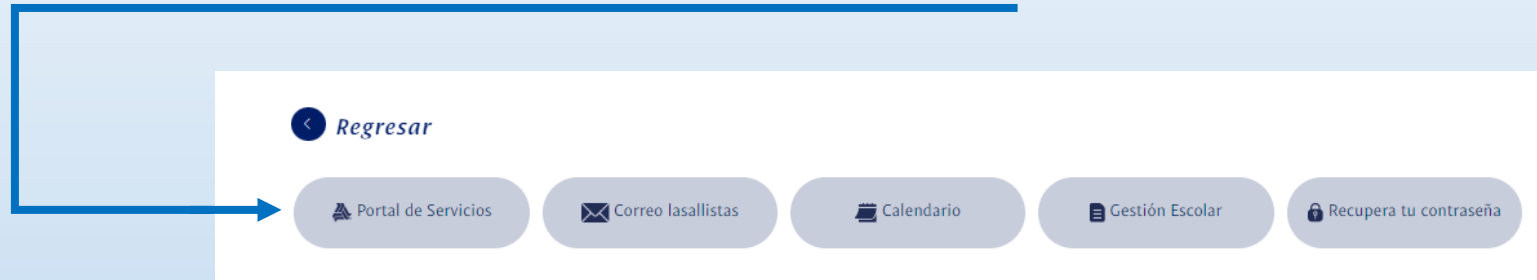 Regresar
Portal de Servicios
Correo lasallistas
Calendario
Gestión Escolar
Recupera tu contraseña